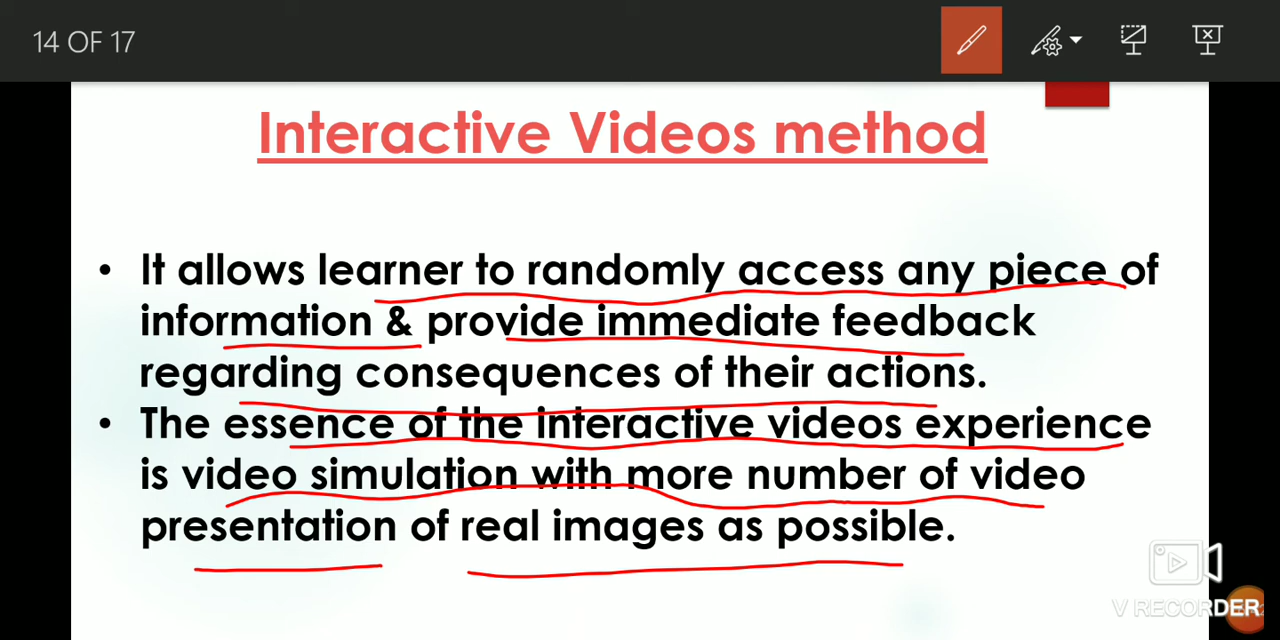 14 OF 17
Interactive Videos method
• It allows learner to randomly access any piece of
information & provide immediate feedback
regarding consequences of their actions.
• The essence of the interactive videos experience
is video simulation with more number of video
presentation of real images as possible.
V RECORDER